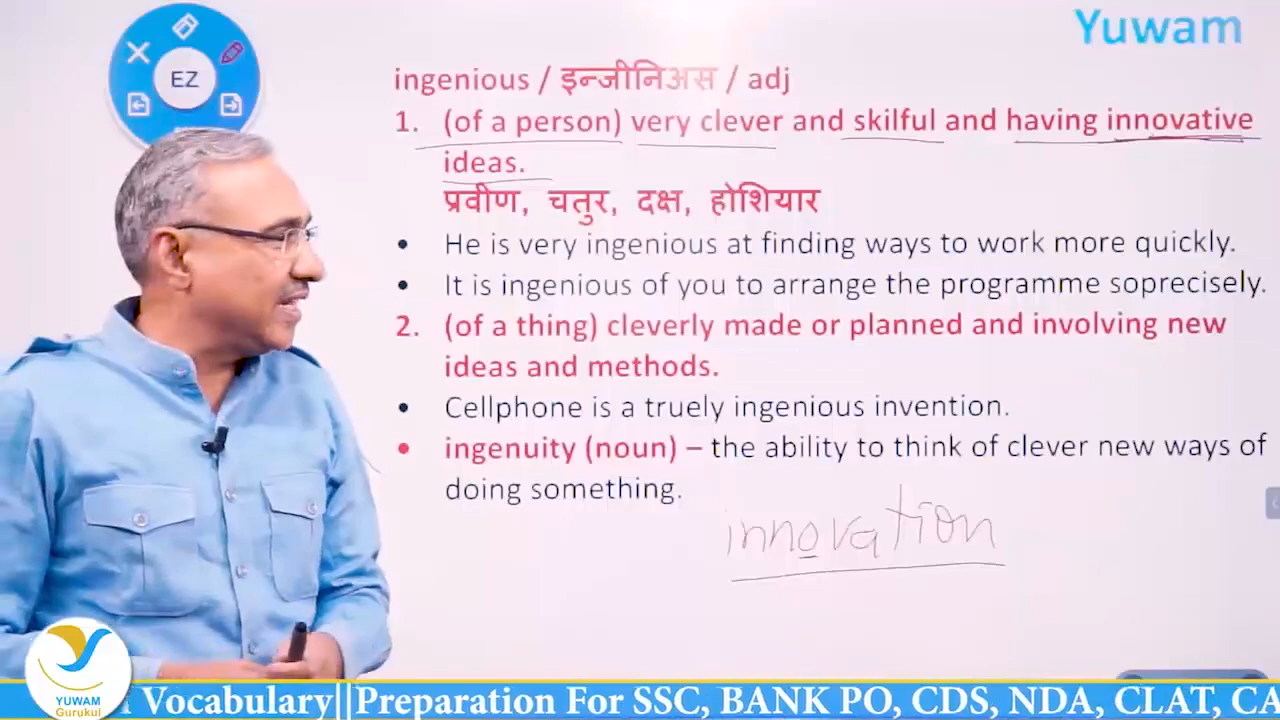 Yuwam
EZ
ingenious / इन्जीनिअस / adj
1. (of a person) very clever and skilful and having innovative
ideas.
प्रवीण, चतुर, दक्ष, होशियार
• He is very ingenious at finding ways to work more quickly.
• It is ingenious of you to arrange the programme soprecisely.
2. (of a thing) cleverly made or planned and involving new
ideas and methods.
• Cellphone is a truely ingenious invention.
• ingenuity (noun) – the ability to think of clever new ways of
doing something.
innovation
YUWAM
Gurukul
Vocabulary||Preparation For SSC, BANK PO, CDS, NDA, CLAT, CA